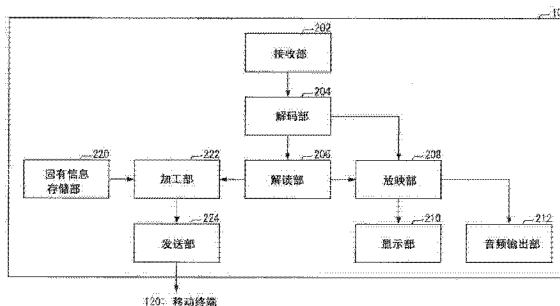 202
接收部
204
解码部
220
222
206
208
固有信息
存储部
加工部
解读部
放映部
224
210
212
发送部
显示部
音频输出部
120：移动终端